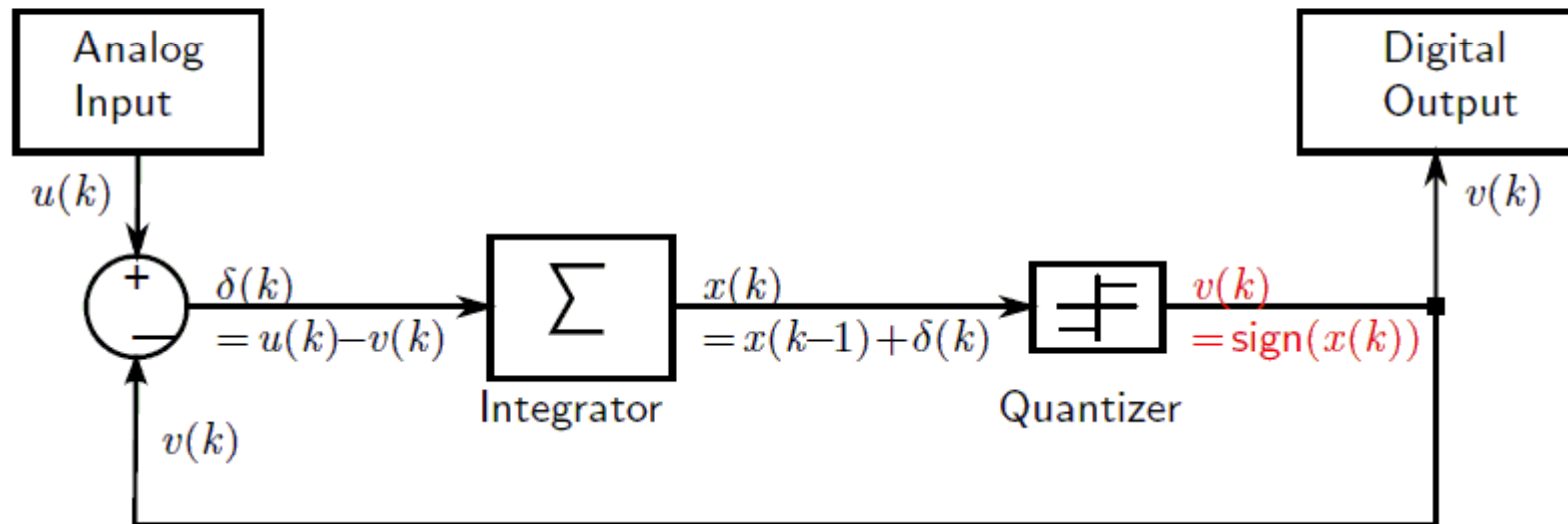 Analog
Input
Digital
Output
u(k)
v(k)
+
−
δ(k)
=u(k)−v(k)
∑
x(k)
=x(k−1)+δ(k)
v(k)
=sign(x(k))
Integrator
Quantizer
v(k)